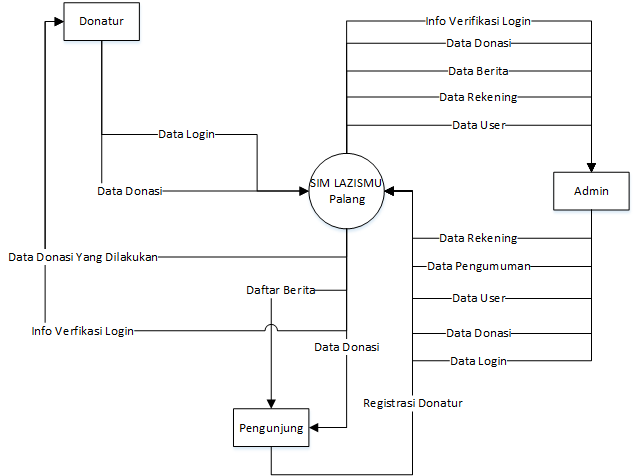 Donatur
Info Verifikasi Login
Data Donasi
Data Berita
Data Rekening
Data User
Data Login
Data Donasi
SIM LAZISMU
Palang
Admin
Data Rekening
Data Donasi Yang Dilakukan
Data Pengumuman
Daftar Berita
Data User
Info Verfikasi Login
Data Donasi
Data Donasi
Data Login
Registrasi Donatur
Pengunjung